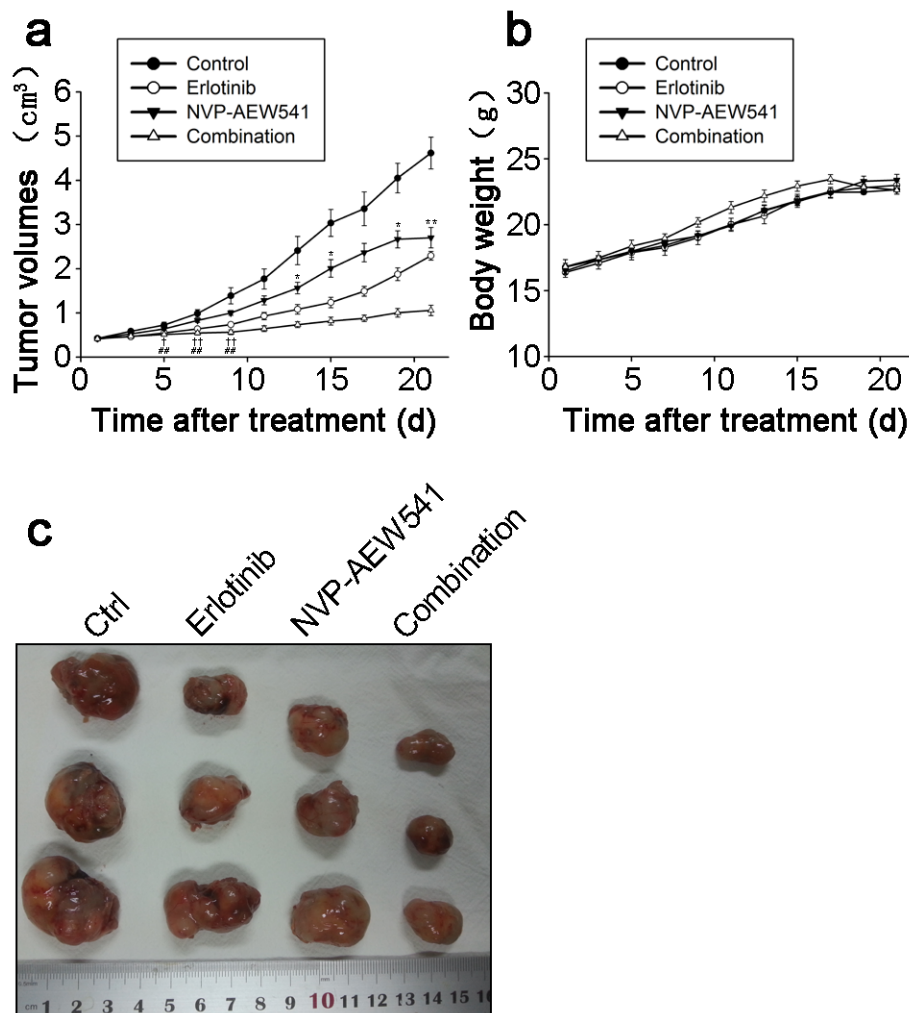 a
Control
Erlotinib
NVP-AEW541
Combination
Tumor volumes (cm³)
6
5
4
3
2
1
0
* * * **
† †† ††
## ## ##
0 5 10 15 20
Time after treatment (d)
b
Control
Erlotinib
NVP-AEW541
Combination
Body weight (g)
30
25
20
15
10
0 5 10 15 20
Time after treatment (d)
c
Ctrl Erlotinib NVP-AEW541 Combination
cm 1 2 3 4 5 6 7 8 9 10 11 12 13 14 15 16